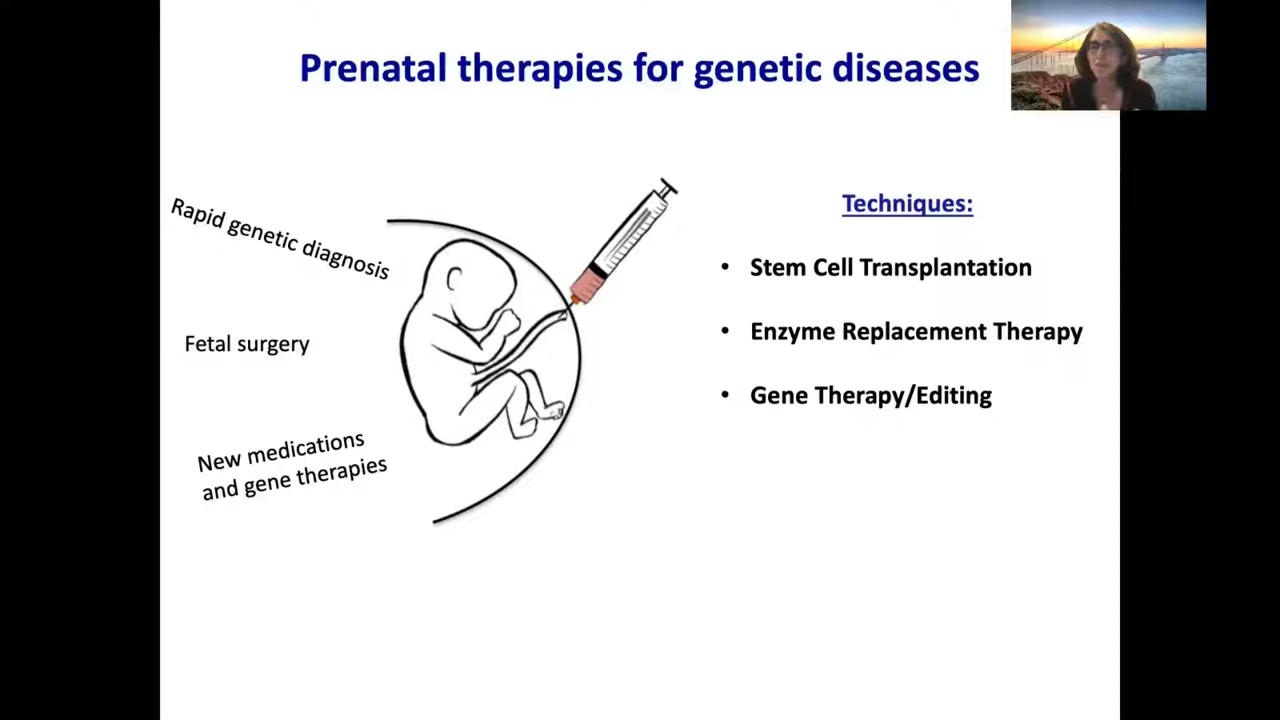 Prenatal therapies for genetic diseases
Rapid genetic diagnosis
Fetal surgery
New medications
and gene therapies
Techniques:
• Stem Cell Transplantation
• Enzyme Replacement Therapy
• Gene Therapy/Editing